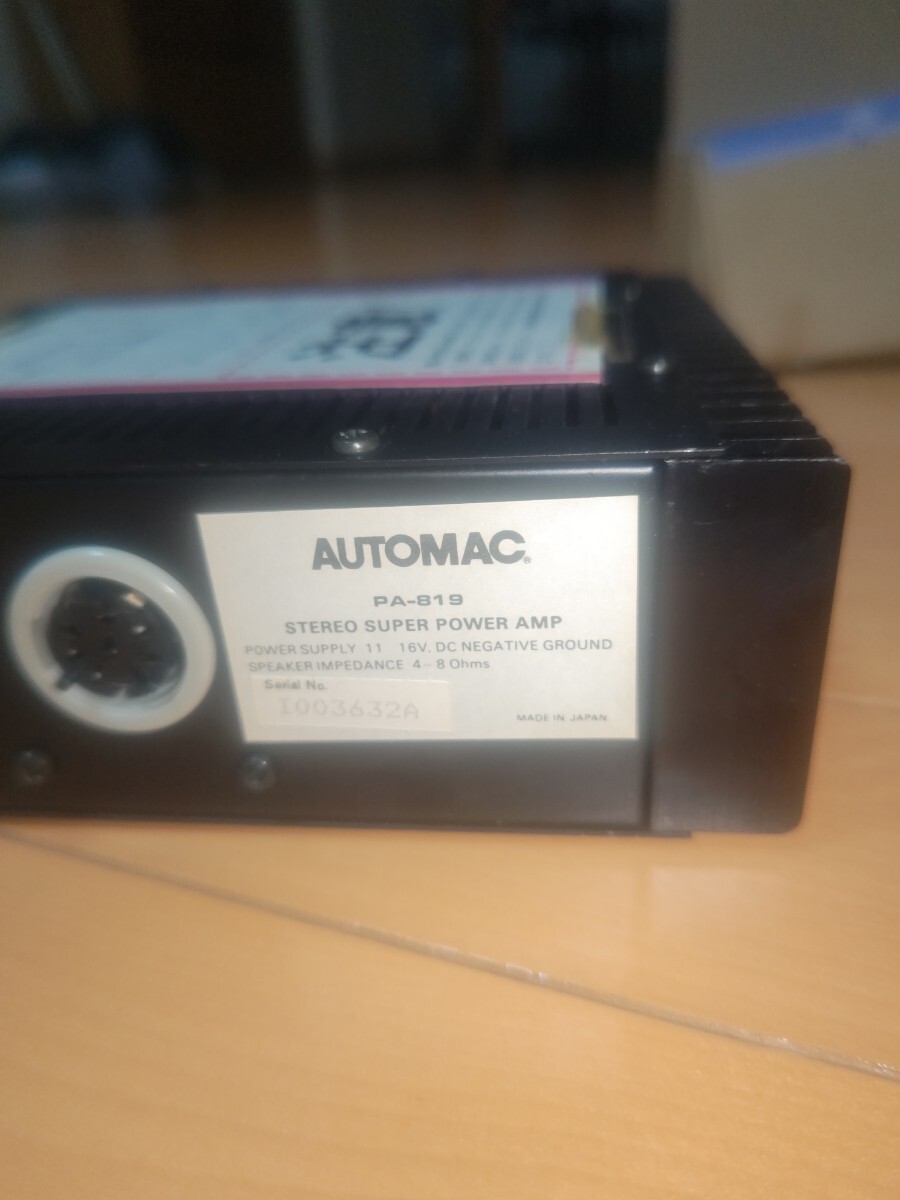 AUTOMAC®
PA-819
STEREO SUPER POWER AMP
POWER SUPPLY 11 16V. DC NEGATIVE GROUND
SPEAKER IMPEDANCE 4-8 Ohms
Serial No.
I003632A
MADE IN JAPAN